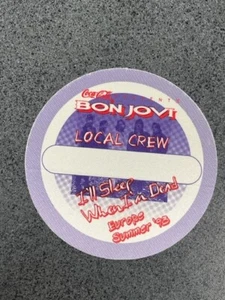 Coca-Cola
BON JOVI
LOCAL CREW
I'll Sleep
When I'm Dead
Europe
Summer '93